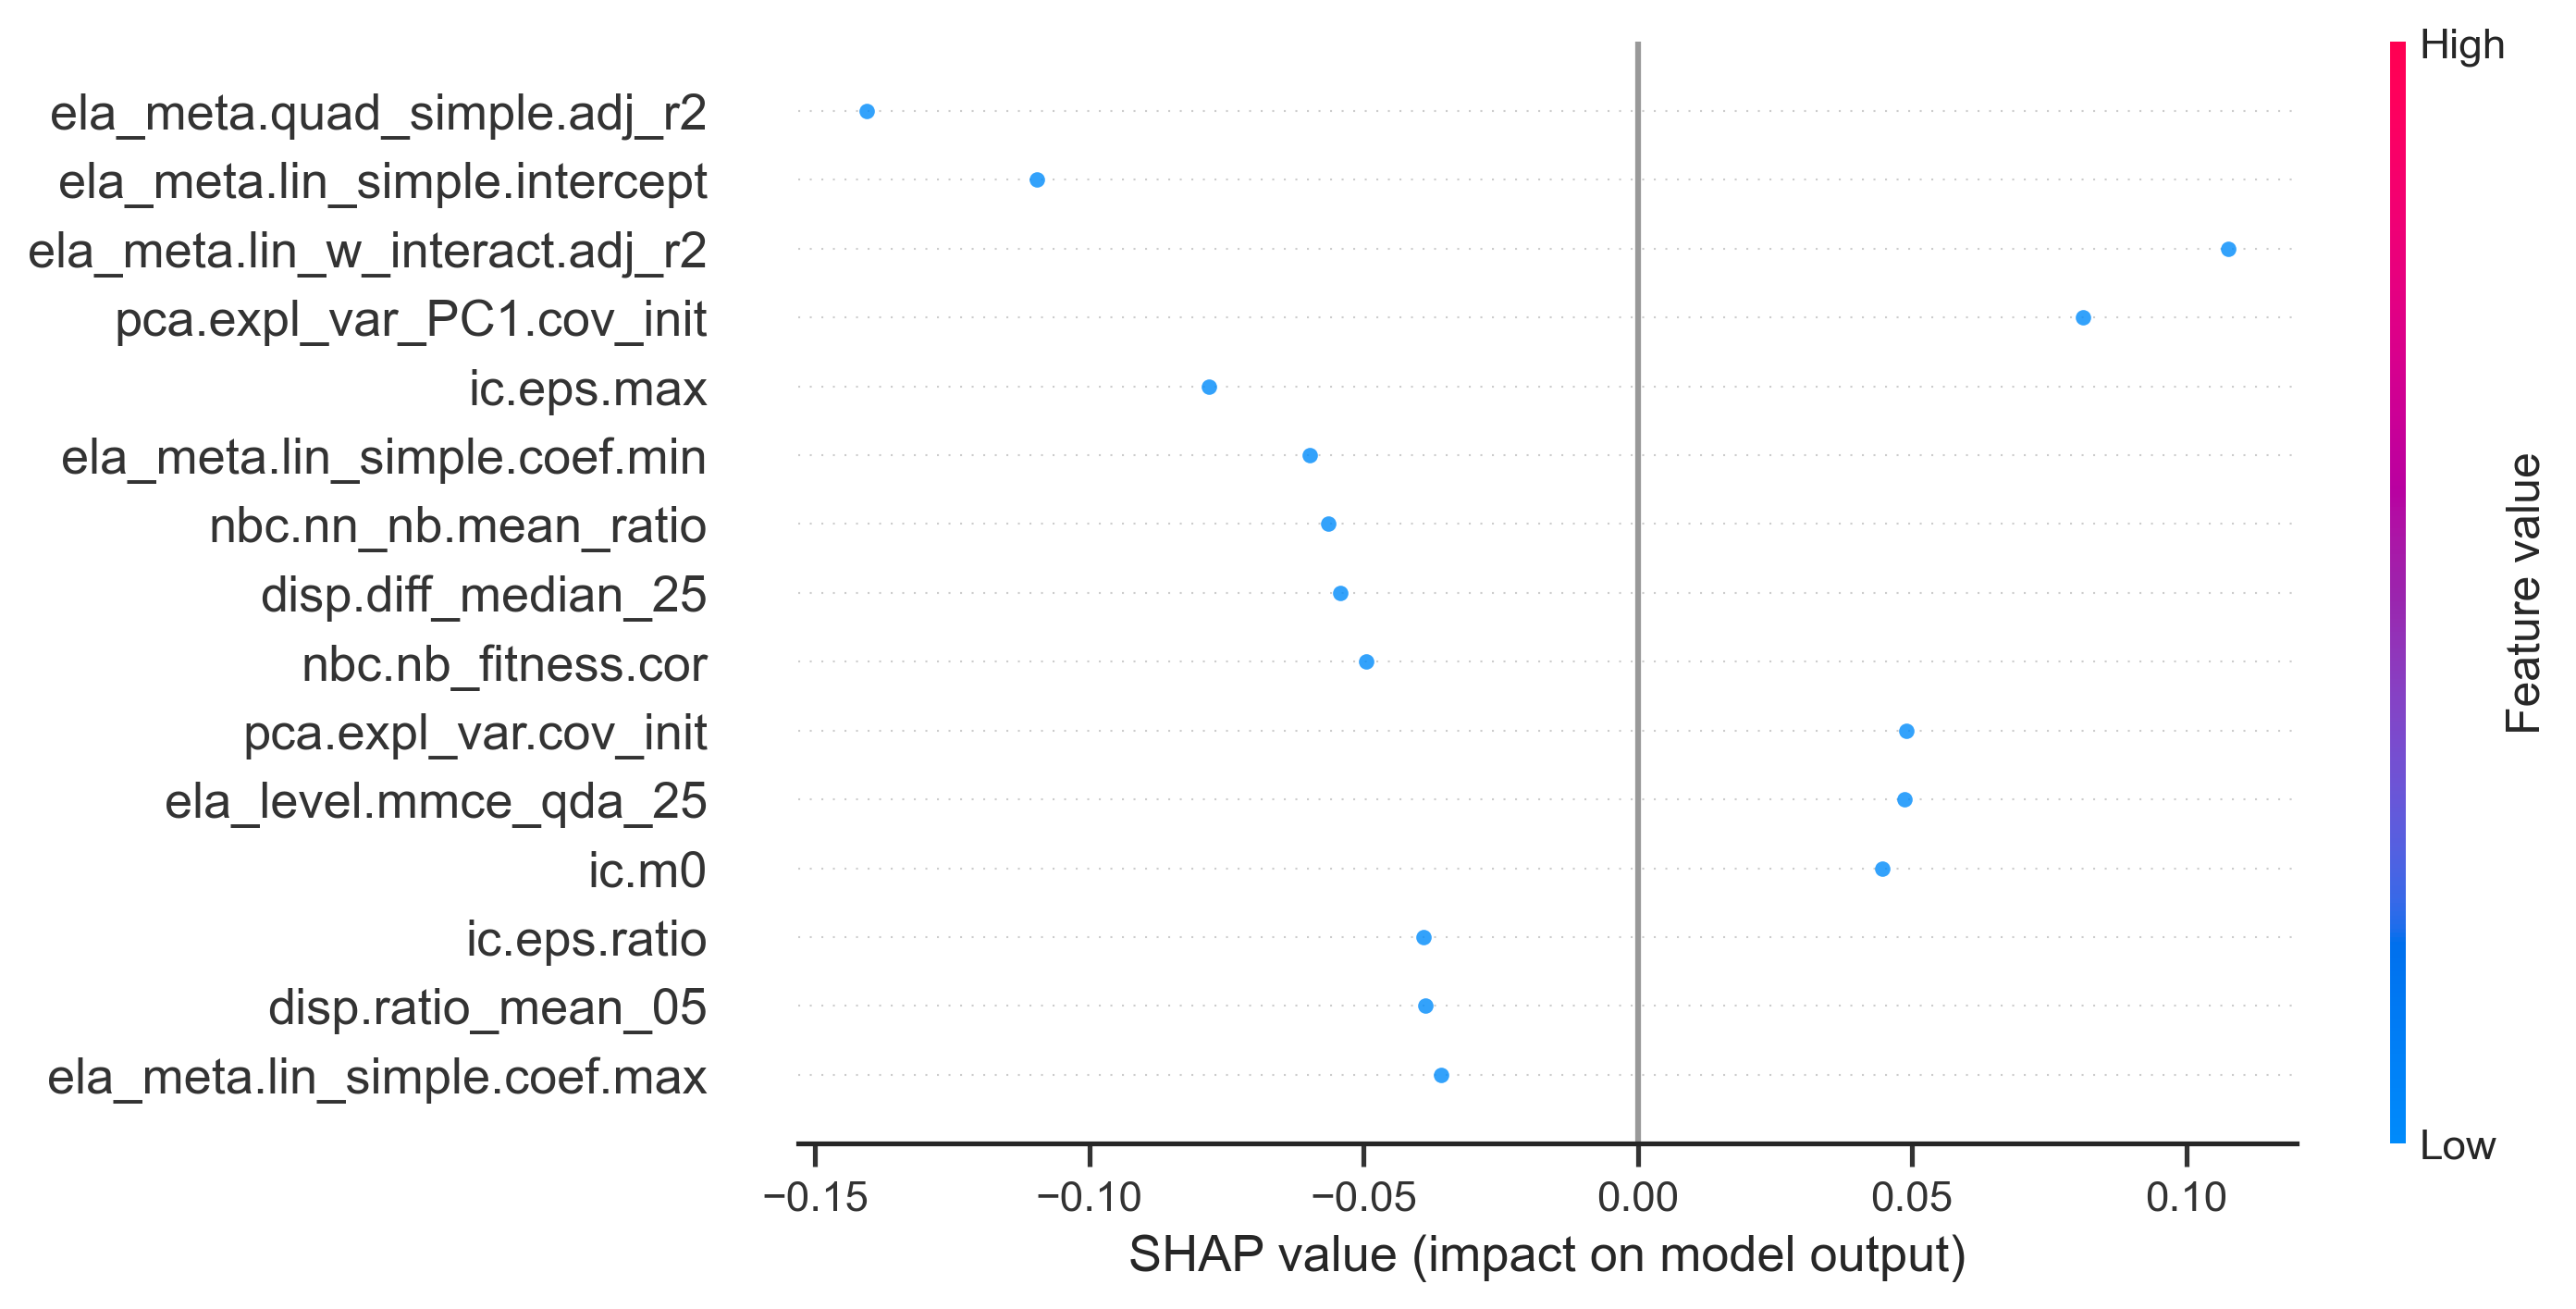 High
ela_meta.quad_simple.adj_r2
ela_meta.lin_simple.intercept
ela_meta.lin_w_interact.adj_r2
pca.expl_var_PC1.cov_init
ic.eps.max
ela_meta.lin_simple.coef.min
nbc.nn_nb.mean_ratio
disp.diff_median_25
nbc.nb_fitness.cor
pca.expl_var.cov_init
ela_level.mmce_qda_25
ic.m0
ic.eps.ratio
disp.ratio_mean_05
ela_meta.lin_simple.coef.max
Feature value
Low
−0.15 −0.10 −0.05 0.00 0.05 0.10
SHAP value (impact on model output)